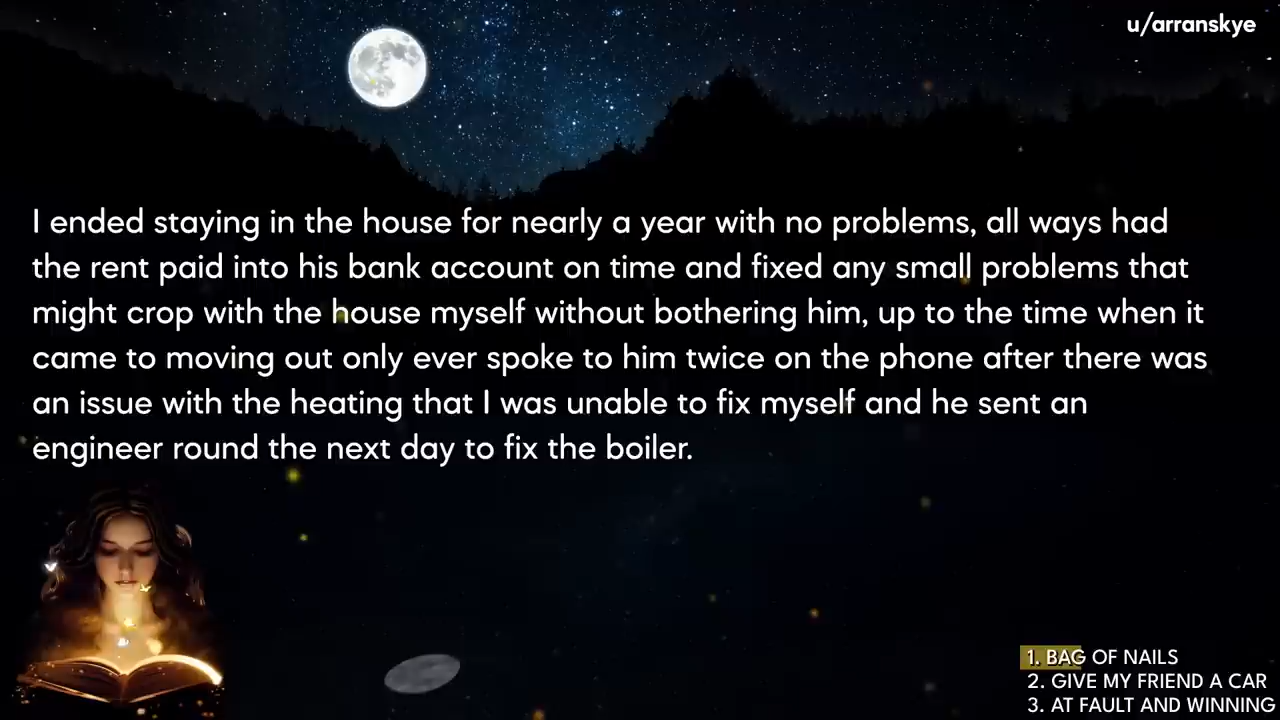 u/arranskye
I ended staying in the house for nearly a year with no problems, all ways had
the rent paid into his bank account on time and fixed any small problems that
might crop with the house myself without bothering him, up to the time when it
came to moving out only ever spoke to him twice on the phone after there was
an issue with the heating that I was unable to fix myself and he sent an
engineer round the next day to fix the boiler.
1. BAG OF NAILS
2. GIVE MY FRIEND A CAR
3. AT FAULT AND WINNING